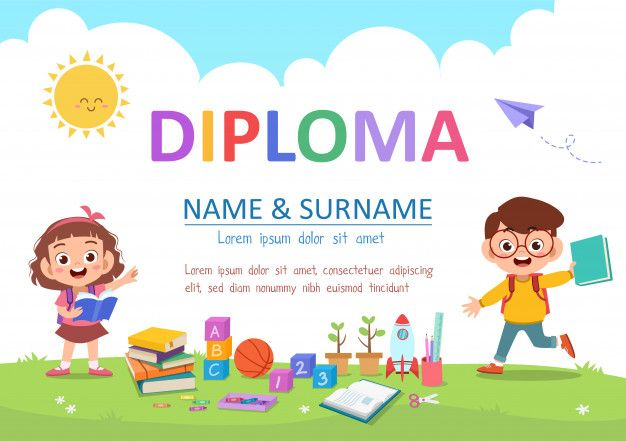 DIPLOMA
NAME & SURNAME
Lorem ipsum dolor sit amet
Lorem ipsum dolor sit amet, consectetuer adipiscing
elit, sed diam nonummy nibh euismod tincidunt
A
B
C
1 2 3